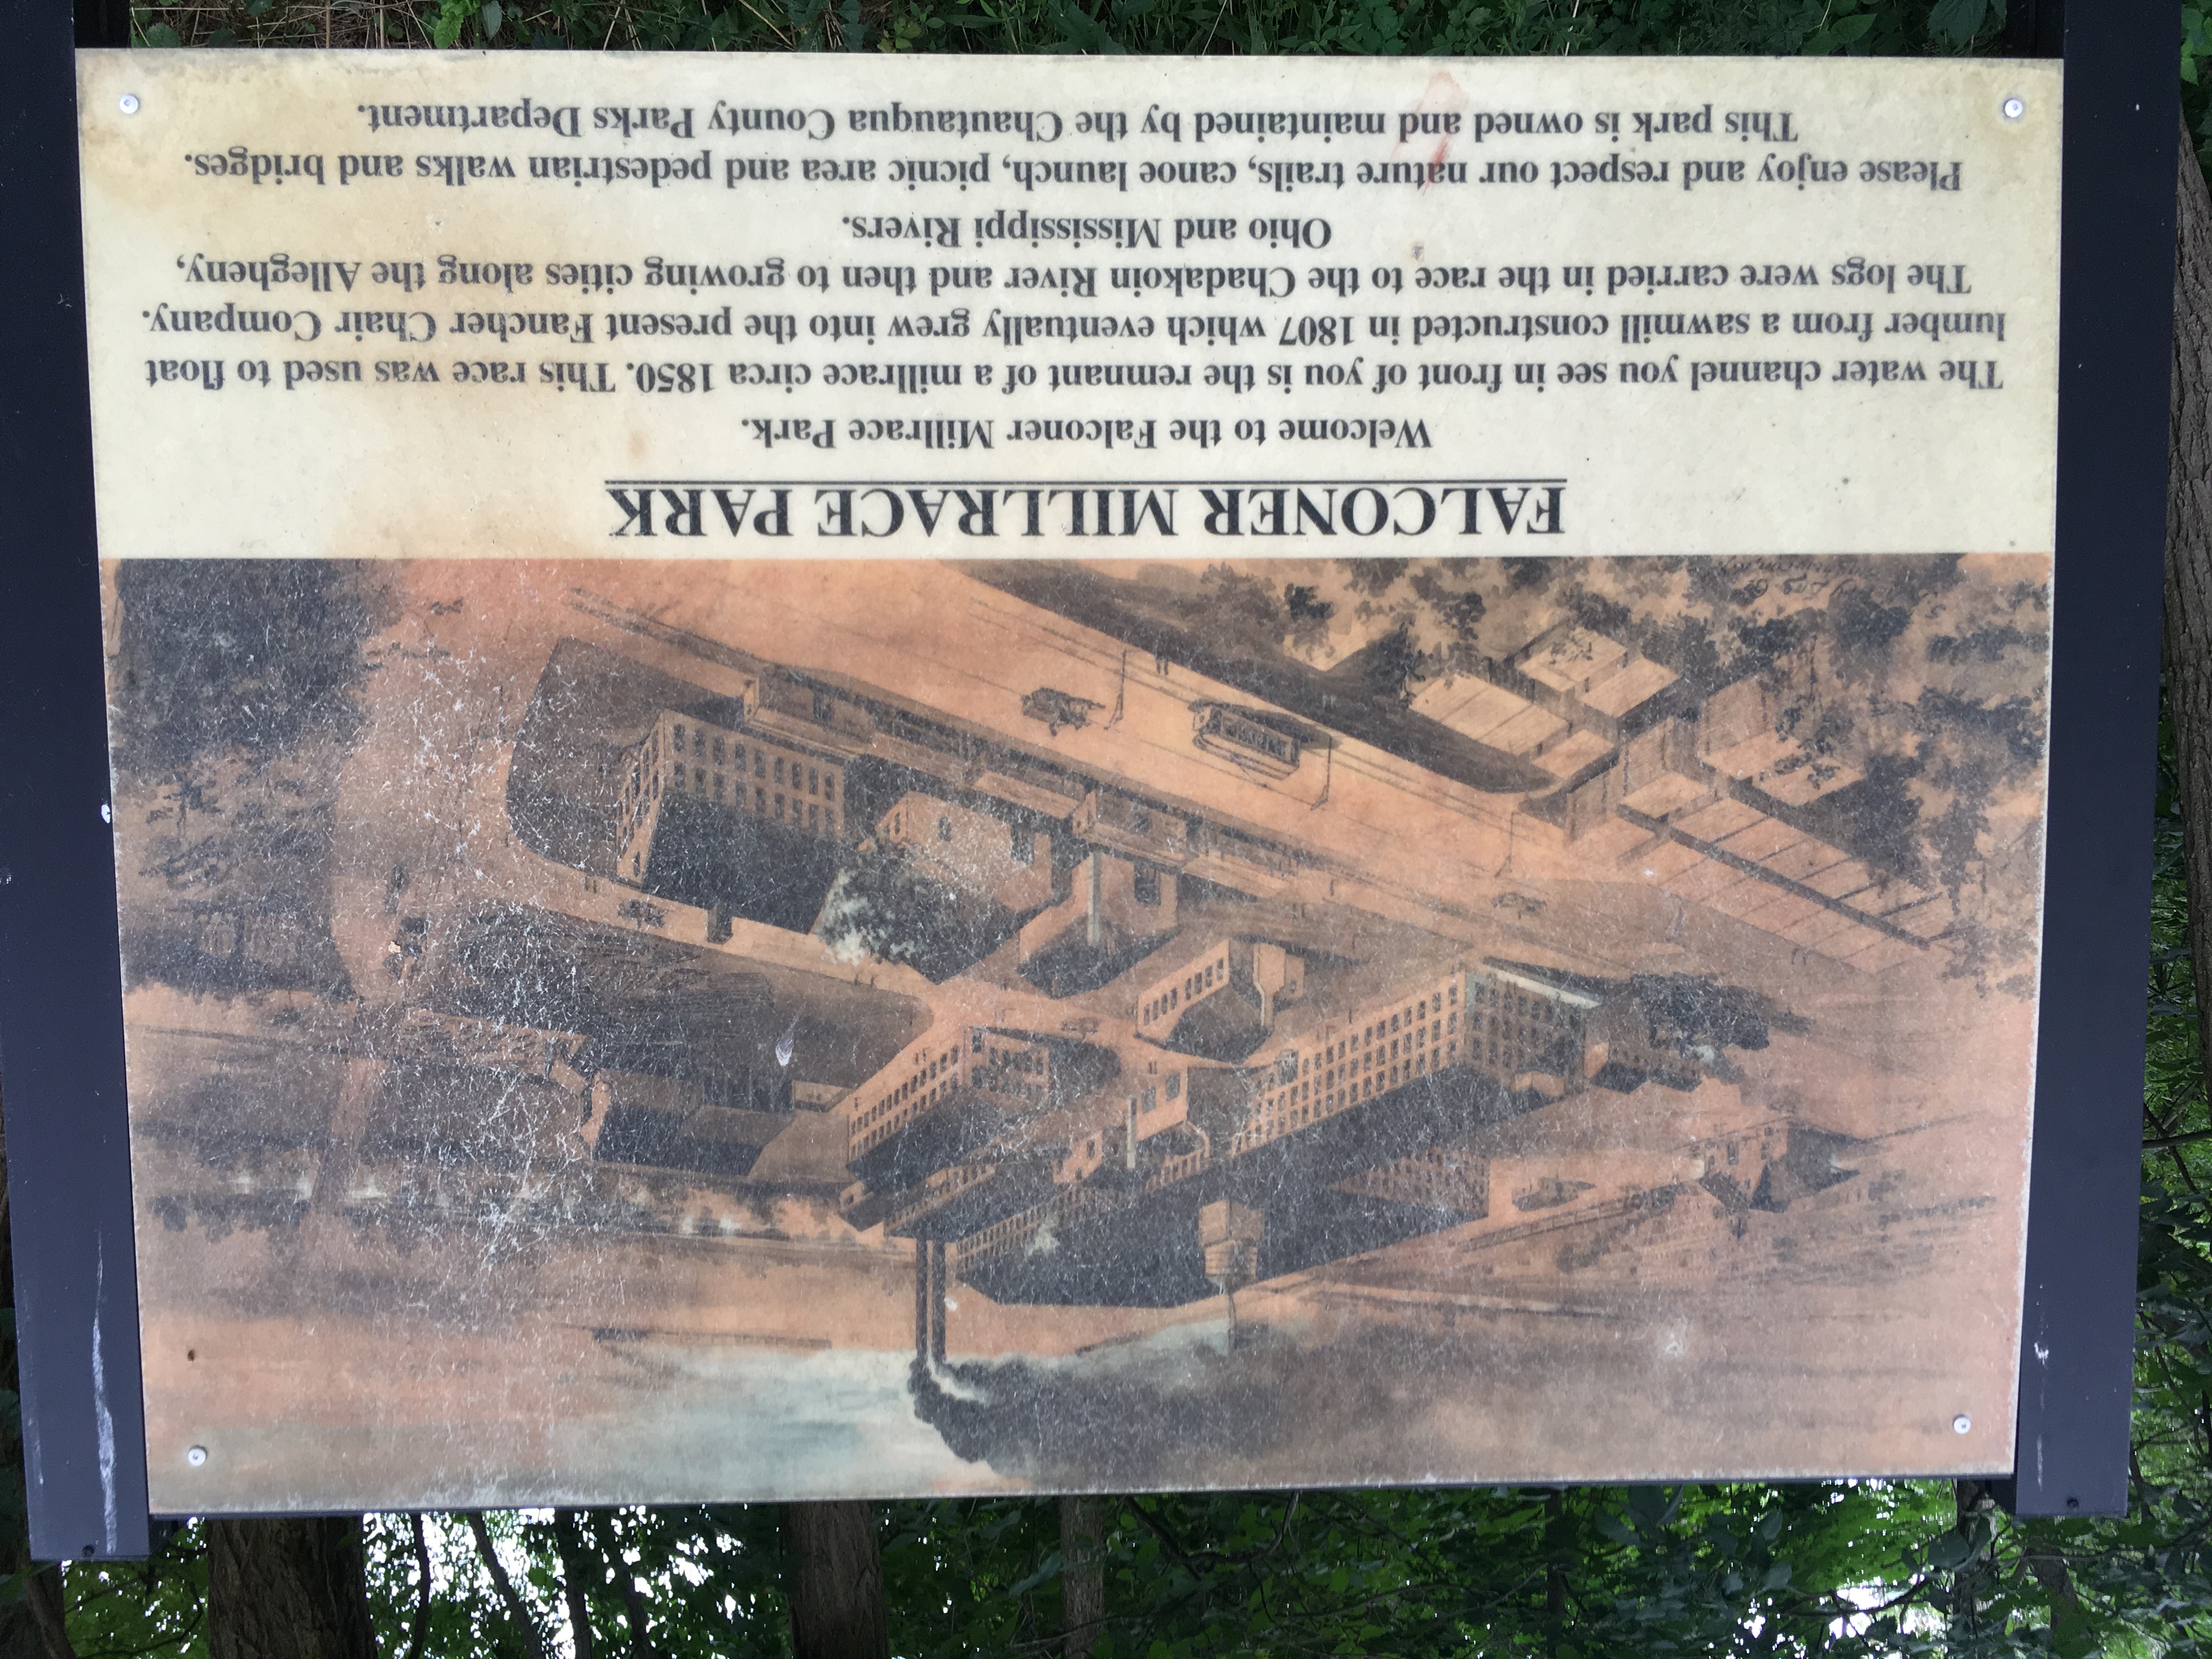 FALCONER MILLRACE PARK
Welcome to the Falconer Millrace Park.
The water channel you see in front of you is the remnant of a millrace circa 1850. This race was used to float
lumber from a sawmill constructed in 1807 which eventually grew into the present Fancher Chair Company.
The logs were carried in the race to the Chadakoin River and then to growing cities along the Allegheny,
Ohio and Mississippi Rivers.
Please enjoy and respect our nature trails, canoe launch, picnic area and pedestrian walks and bridges.
This park is owned and maintained by the Chautauqua County Parks Department.